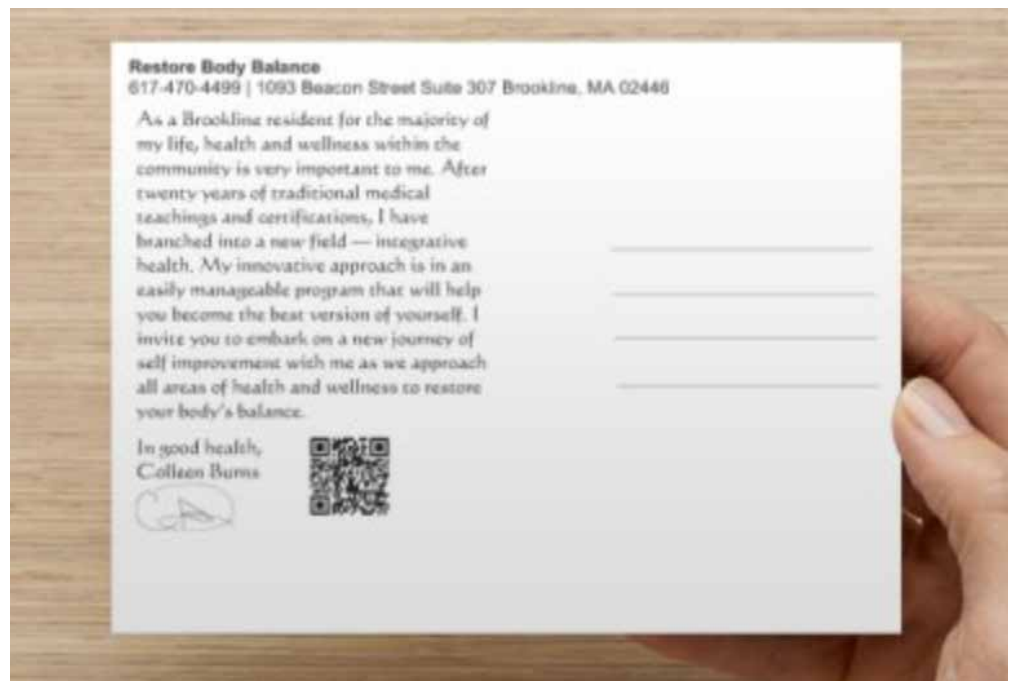 Restore Body Balance
617-470-4499 | 1093 Beacon Street Suite 307 Brookline, MA 02446
As a Brookline resident for the majority of
my life, health and wellness within the
community is very important to me. After
twenty years of traditional medical
teachings and certifications, I have
branched into a new field — integrative
health. My innovative approach is in an
easily manageable program that will help
you become the best version of yourself. I
invite you to embark on a new journey of
self improvement with me as we approach
all areas of health and wellness to restore
your body's balance.
In good health,
Colleen Burns